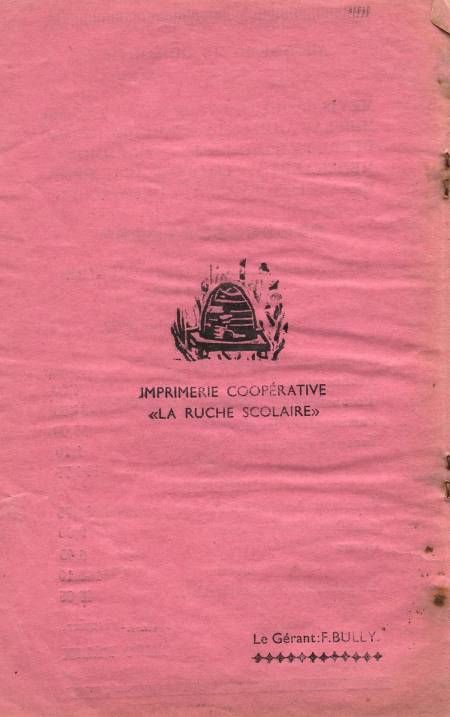 IMPRIMERIE COOPÉRATIVE
«LA RUCHE SCOLAIRE»
Le Gérant:F.BULLY.